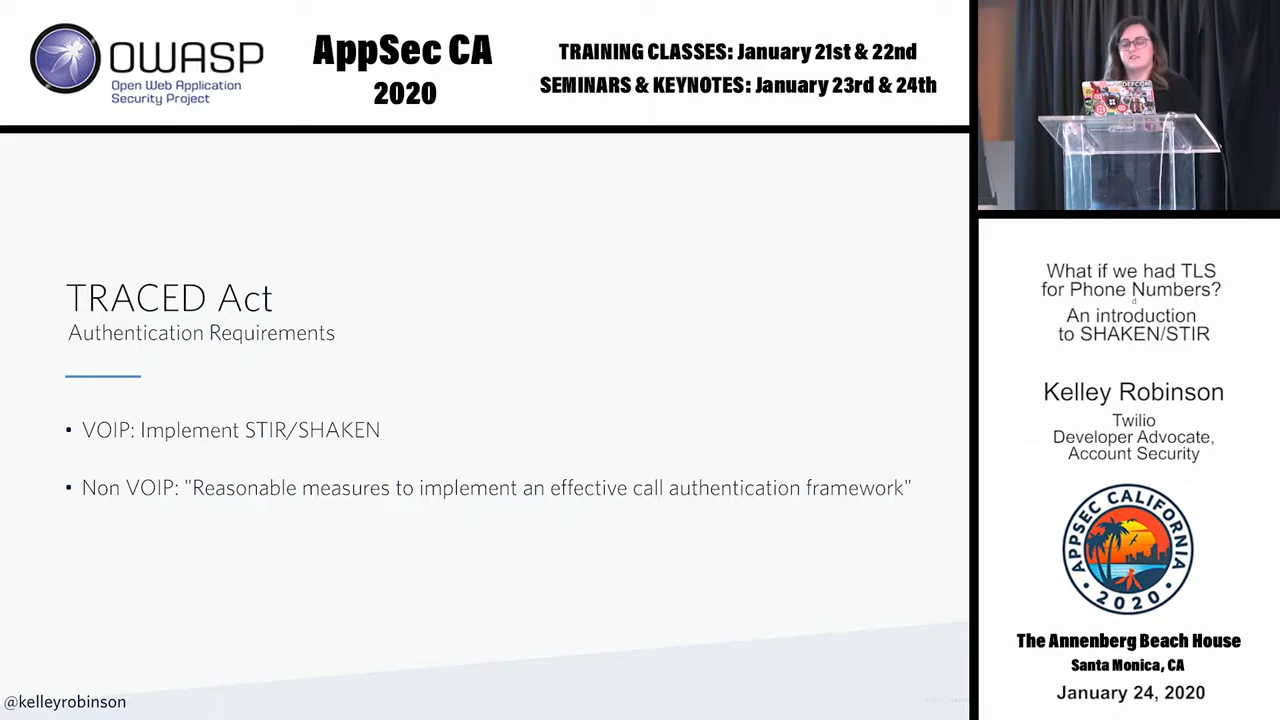 OWASP
Open Web Application
Security Project
AppSec CA
2020
TRAINING CLASSES: January 21st & 22nd
SEMINARS & KEYNOTES: January 23rd & 24th
TRACED Act
Authentication Requirements
• VOIP: Implement STIR/SHAKEN
• Non VOIP: "Reasonable measures to implement an effective call authentication framework"
@kelleyrobinson
DEFCON
What if we had TLS
for Phone Numbers?
d
An introduction
to SHAKEN/STIR
Kelley Robinson
Twilio
Developer Advocate,
Account Security
APPSEC CALIFORNIA
• 2020 •
The Annenberg Beach House
Santa Monica, CA
January 24, 2020